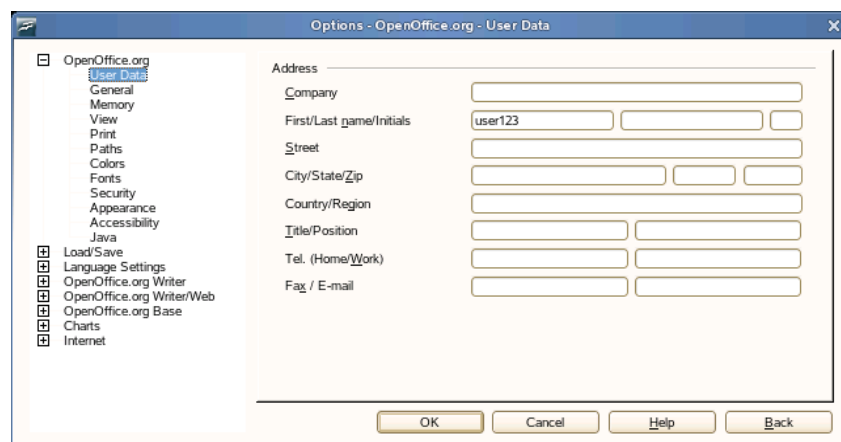 Options - OpenOffice.org - User Data
OpenOffice.org
User Data
General
Memory
View
Print
Paths
Colors
Fonts
Security
Appearance
Accessibility
Java
Load/Save
Language Settings
OpenOffice.org Writer
OpenOffice.org Writer/Web
OpenOffice.org Base
Charts
Internet
Address
Company
First/Last name/Initials user123
Street
City/State/Zip
Country/Region
Title/Position
Tel. (Home/Work)
Fax / E-mail
OK Cancel Help Back